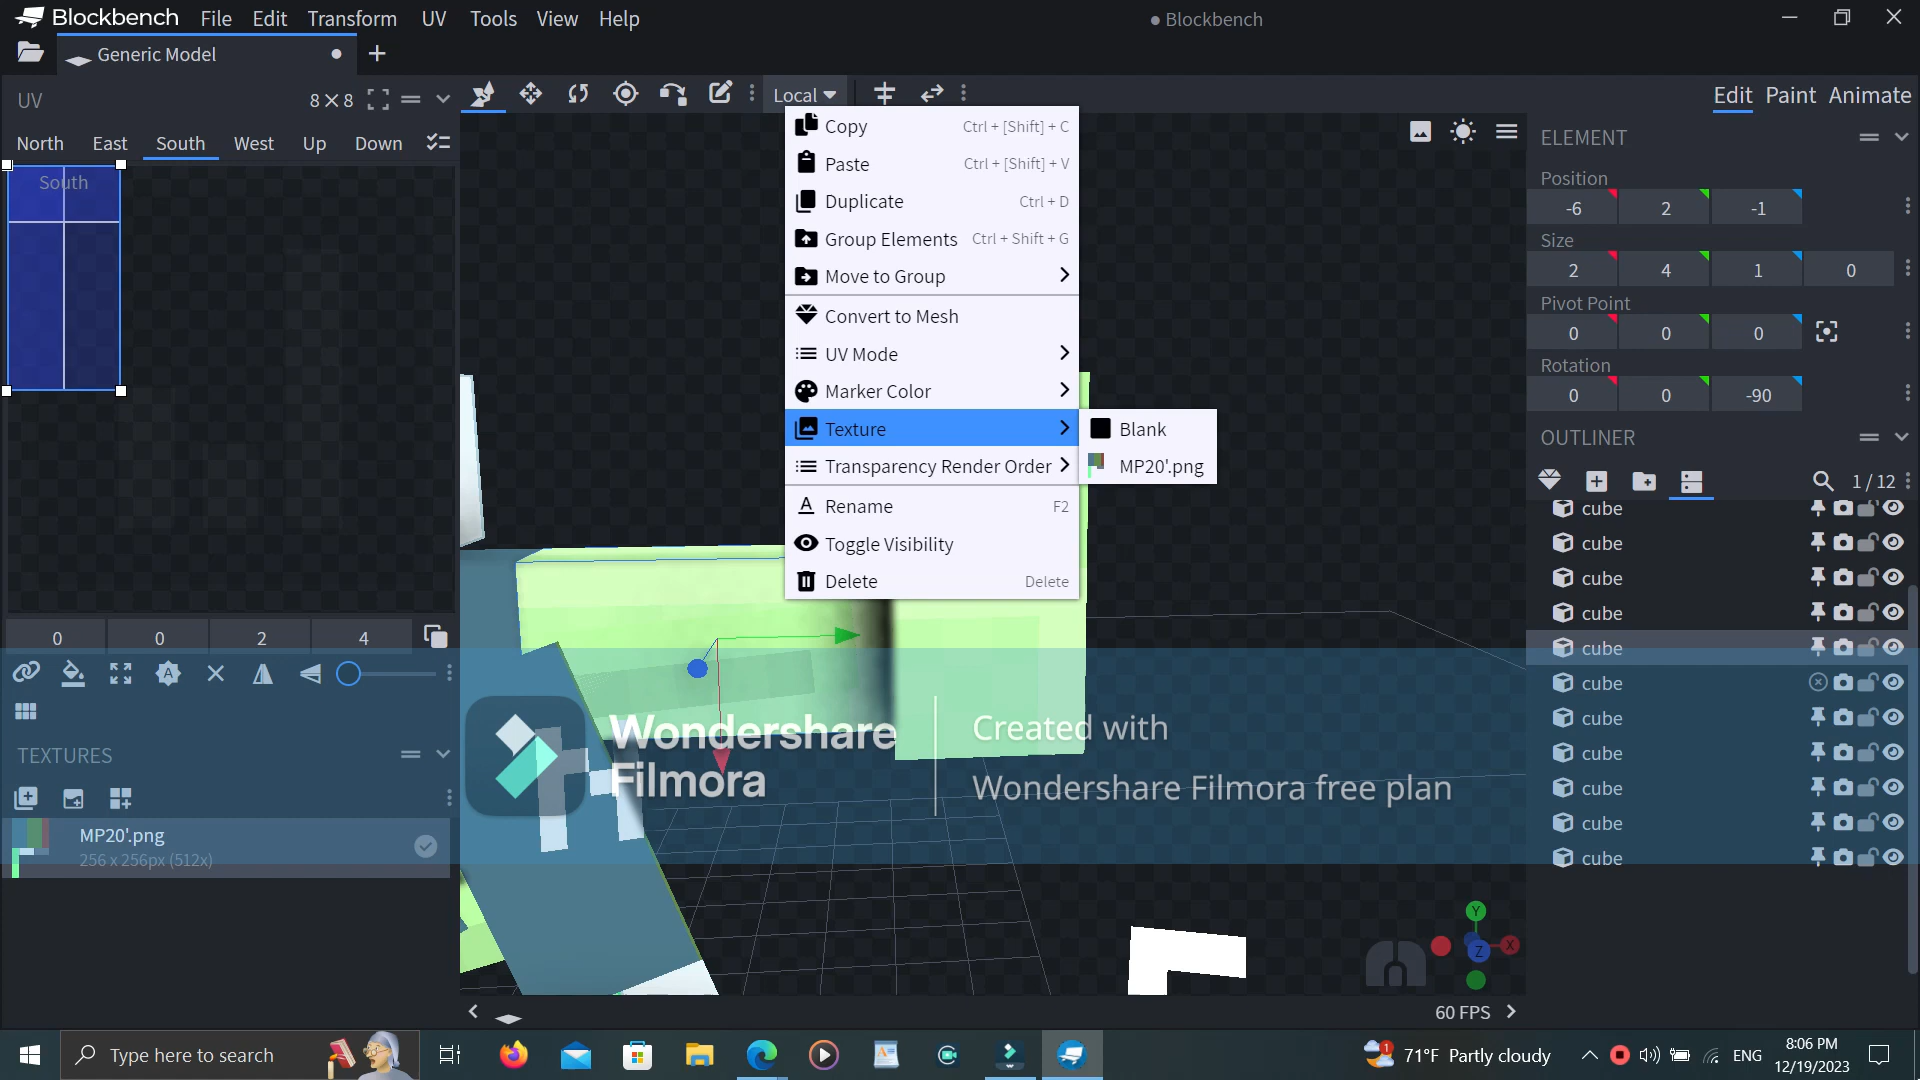 Blockbench
File Edit Transform UV Tools View Help
Blockbench
Generic Model
UV
8×8
Local
Edit Paint Animate
North East South West Up Down
South
0 0 2 4
TEXTURES
MP20'.png
256 x 256px (512x)
Copy Ctrl + [Shift] + C
Paste Ctrl + [Shift] + V
Duplicate Ctrl + D
Group Elements Ctrl + Shift + G
Move to Group
Convert to Mesh
UV Mode
Marker Color
Texture
Transparency Render Order
Rename F2
Toggle Visibility
Delete Delete
Blank
MP20'.png
Wondershare
Filmora
Created with
Wondershare Filmora free plan
Y
X
Z
60 FPS
ELEMENT
Position
-6 2 -1
Size
2 4 1 0
Pivot Point
0 0 0
Rotation
0 0 -90
OUTLINER
1 / 12
cube
cube
cube
cube
cube
cube
cube
cube
cube
cube
cube
Type here to search
1
71°F Partly cloudy
ENG
8:06 PM
12/19/2023